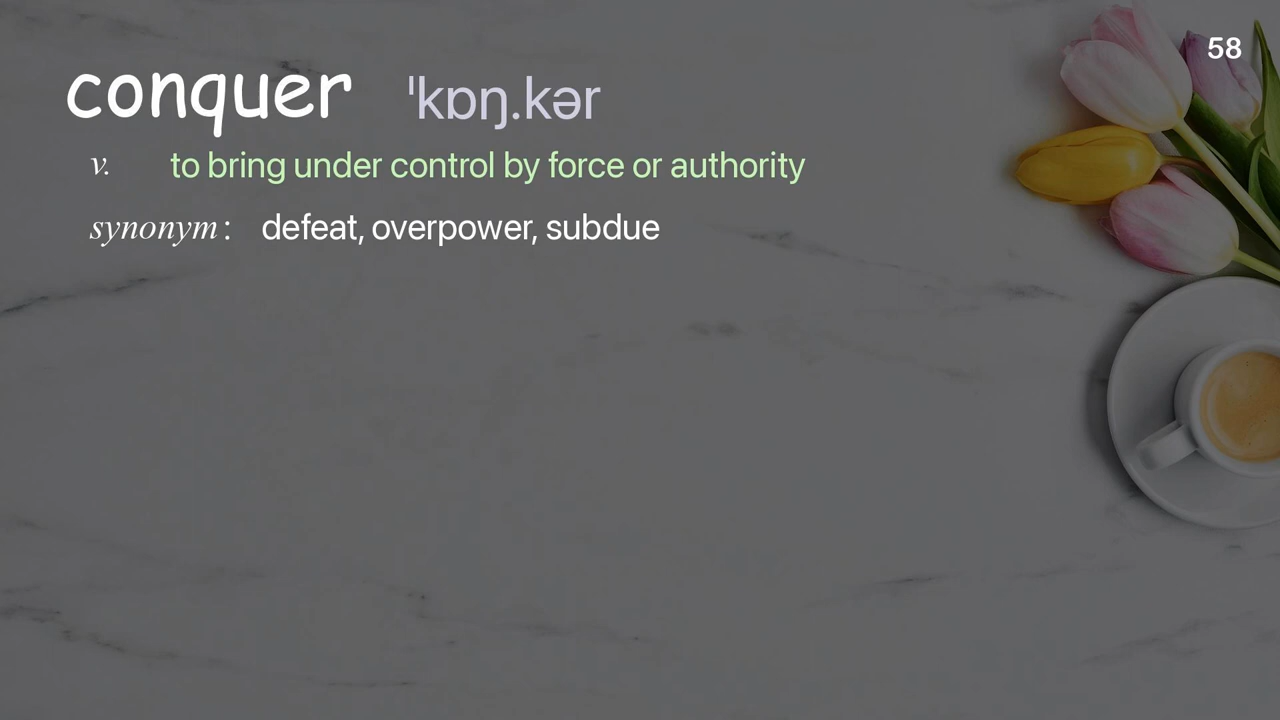 58
conquer ˈkɒŋ.kər
v. to bring under control by force or authority
synonym: defeat, overpower, subdue